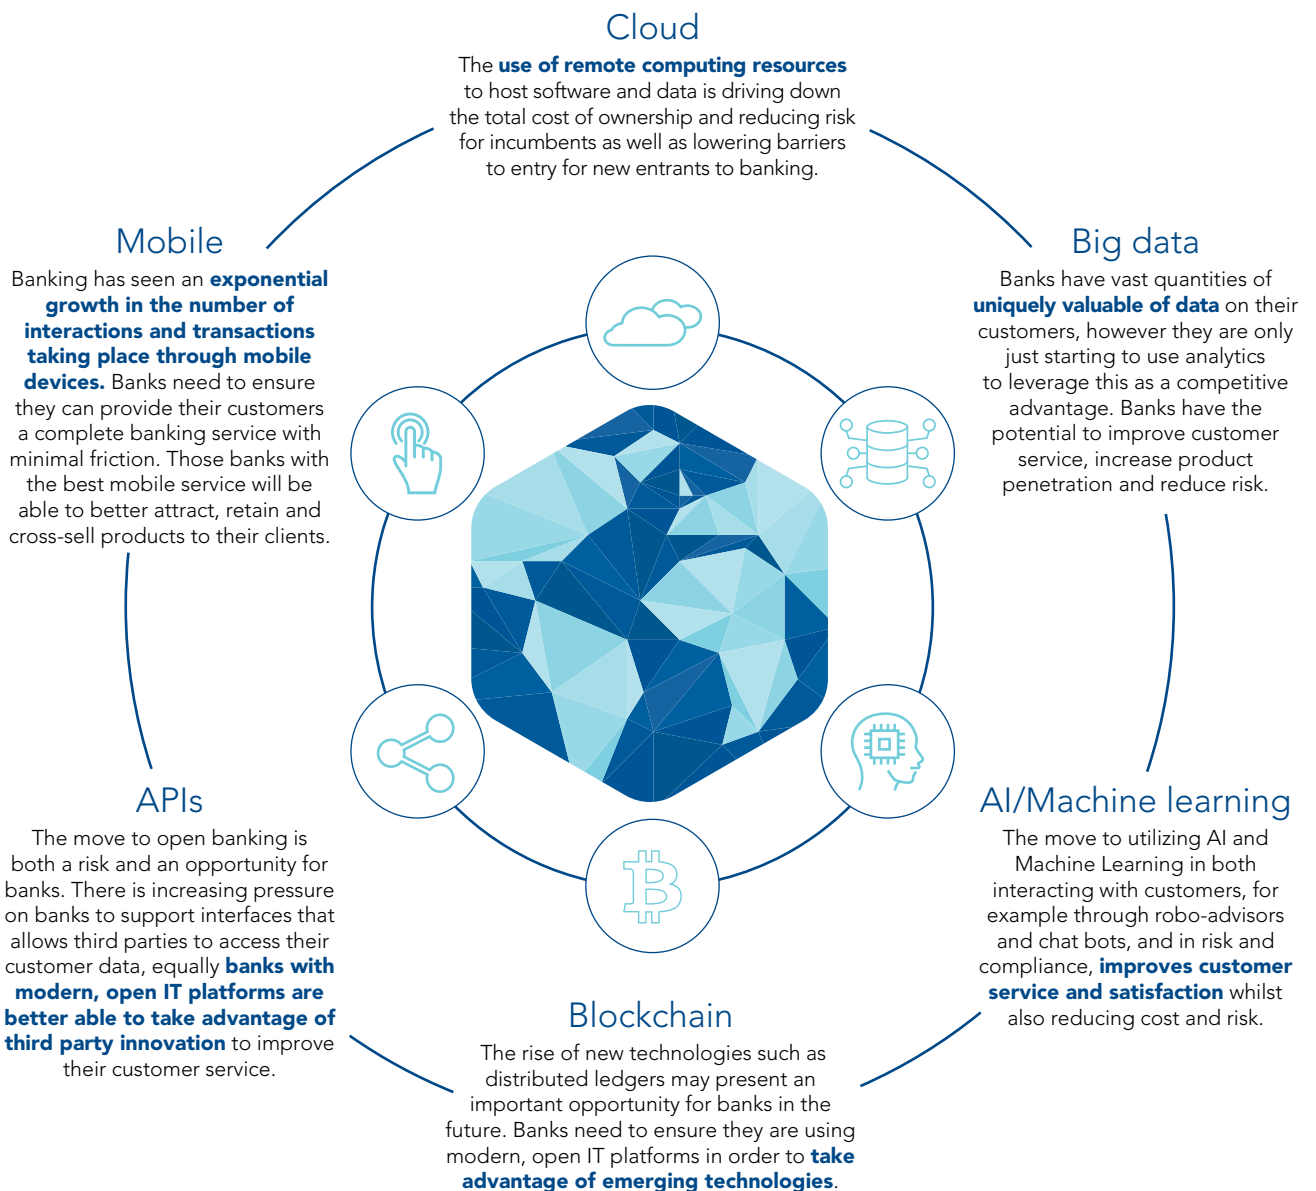 Cloud
The use of remote computing resources
to host software and data is driving down
the total cost of ownership and reducing risk
for incumbents as well as lowering barriers
to entry for new entrants to banking.
Mobile
Banking has seen an exponential
growth in the number of
interactions and transactions
taking place through mobile
devices. Banks need to ensure
they can provide their customers
a complete banking service with
minimal friction. Those banks with
the best mobile service will be
able to better attract, retain and
cross-sell products to their clients.
Big data
Banks have vast quantities of
uniquely valuable of data on their
customers, however they are only
just starting to use analytics
to leverage this as a competitive
advantage. Banks have the
potential to improve customer
service, increase product
penetration and reduce risk.
APIs
The move to open banking is
both a risk and an opportunity for
banks. There is increasing pressure
on banks to support interfaces that
allows third parties to access their
customer data, equally banks with
modern, open IT platforms are
better able to take advantage of
third party innovation to improve
their customer service.
AI/Machine learning
The move to utilizing AI and
Machine Learning in both
interacting with customers, for
example through robo-advisors
and chat bots, and in risk and
compliance, improves customer
service and satisfaction whilst
also reducing cost and risk.
Blockchain
The rise of new technologies such as
distributed ledgers may present an
important opportunity for banks in the
future. Banks need to ensure they are using
modern, open IT platforms in order to take
advantage of emerging technologies.